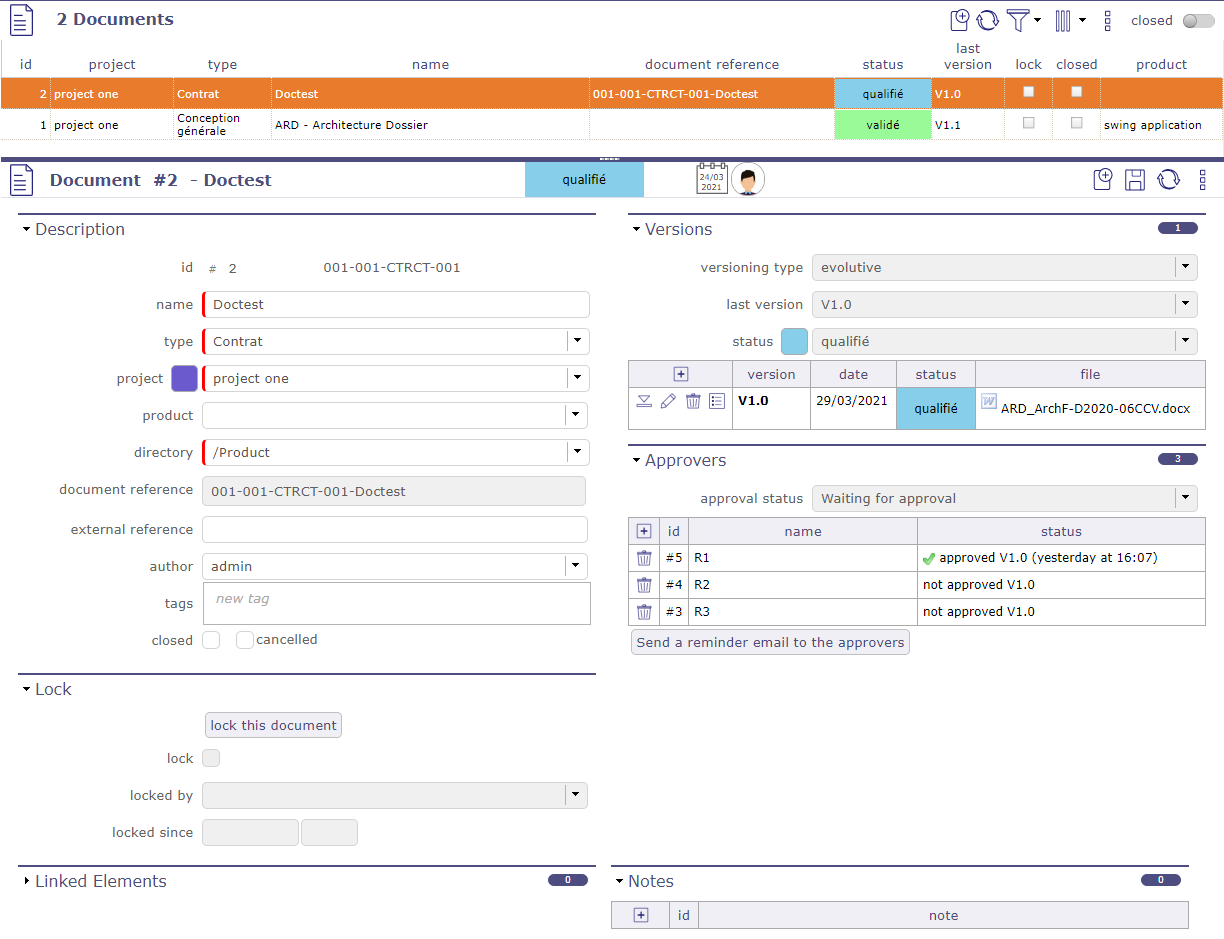 2 Documents
closed
id project type name document reference status last version lock closed product
2 project one Contrat Doctest 001-001-CTRCT-001-Doctest qualifié V1.0
1 project one Conception générale ARD - Architecture Dossier validé V1.1 swing application
Document #2 - Doctest
qualifié
24/03
2021
Description
id # 2 001-001-CTRCT-001
name Doctest
type Contrat
project project one
product
directory /Product
document reference 001-001-CTRCT-001-Doctest
external reference
author admin
tags new tag
closed cancelled
Lock
lock this document
lock
locked by
locked since
Linked Elements 0
Versions 1
versioning type evolutive
last version V1.0
status qualifié
version date status file
V1.0 29/03/2021 qualifié ARD_ArchF-D2020-06CCV.docx
Approvers 3
approval status Waiting for approval
id name status
#5 R1 approved V1.0 (yesterday at 16:07)
#4 R2 not approved V1.0
#3 R3 not approved V1.0
Send a reminder email to the approvers
Notes 0
id note